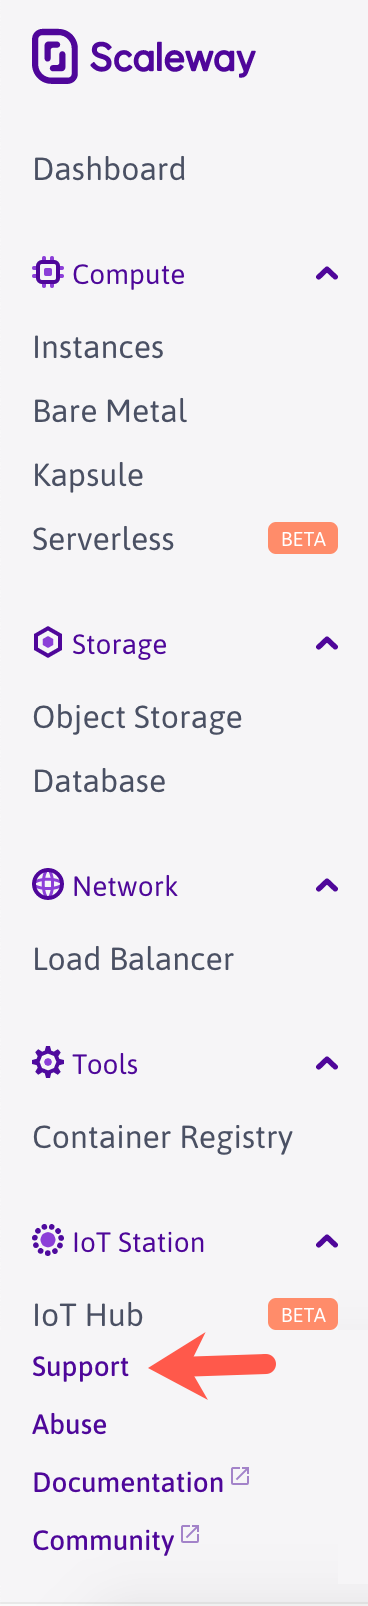 Scaleway
Dashboard
Compute
Instances
Bare Metal
Kapsule
Serverless BETA
Storage
Object Storage
Database
Network
Load Balancer
Tools
Container Registry
IoT Station
IoT Hub BETA
Support
Abuse
Documentation
Community